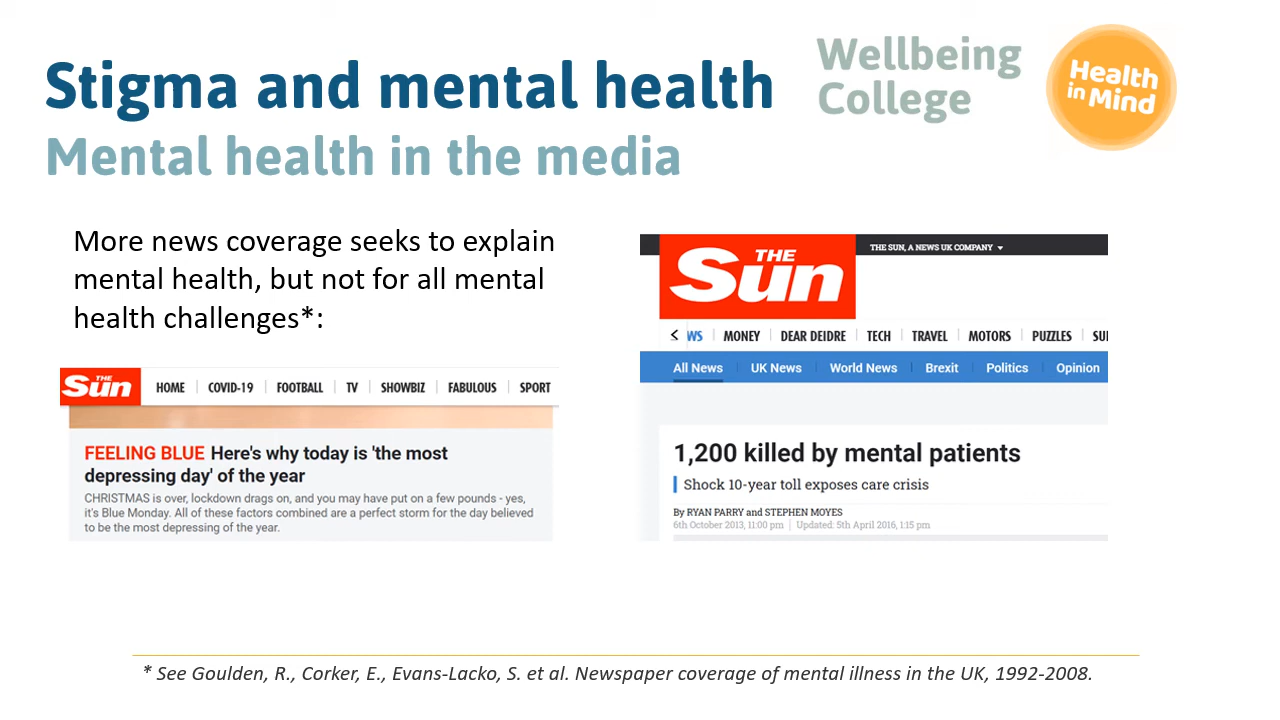 Stigma and mental health
Mental health in the media
Wellbeing
College
Health
in Mind
More news coverage seeks to explain
mental health, but not for all mental
health challenges*:
THE
Sun
HOME
COVID-19
FOOTBALL
TV
SHOWBIZ
FABULOUS
SPORT
FEELING BLUE Here's why today is 'the most
depressing day' of the year
CHRISTMAS is over, lockdown drags on, and you may have put on a few pounds - yes,
it's Blue Monday. All of these factors combined are a perfect storm for the day believed
to be the most depressing of the year.
THE SUN, A NEWS UK COMPANY
THE
Sun
< WS
MONEY
DEAR DEIDRE
TECH
TRAVEL
MOTORS
PUZZLES
SU
All News
UK News
World News
Brexit
Politics
Opinion
1,200 killed by mental patients
Shock 10-year toll exposes care crisis
By RYAN PARRY and STEPHEN MOYES
6th October 2013, 11:00 pm | Updated: 5th April 2016, 1:15 pm
* See Goulden, R., Corker, E., Evans-Lacko, S. et al. Newspaper coverage of mental illness in the UK, 1992-2008.